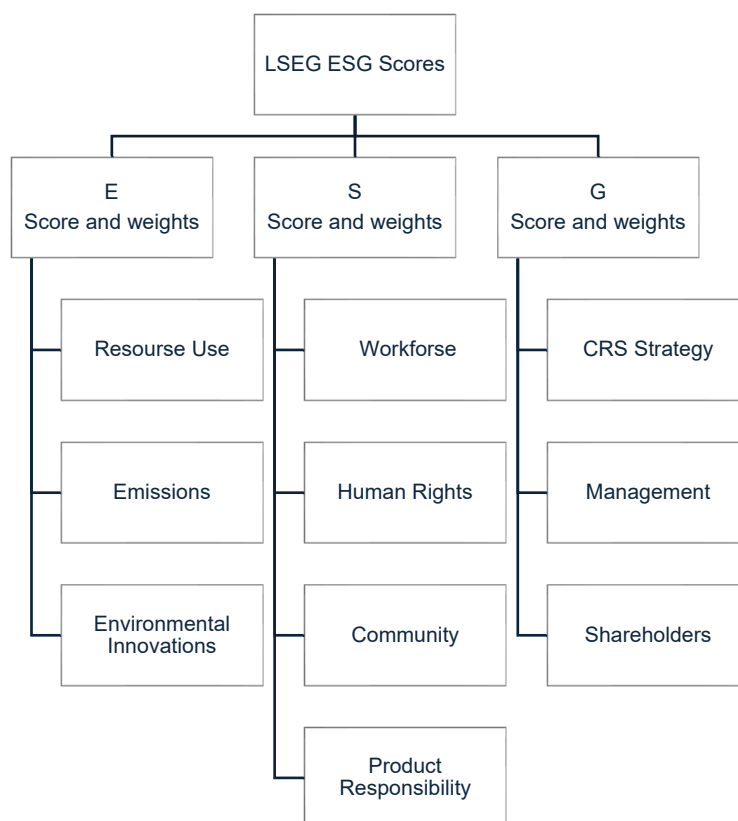 LSEG ESG Scores
E
Score and weights
S
Score and weights
G
Score and weights
Resourse Use
Workforse
CRS Strategy
Emissions
Human Rights
Management
Environmental
Innovations
Community
Shareholders
Product
Responsibility